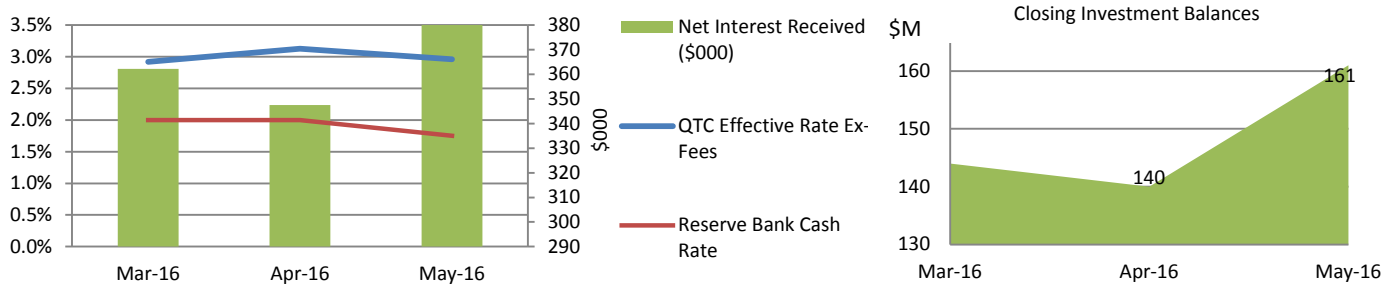 3.5%
3.0%
2.5%
2.0%
1.5%
1.0%
0.5%
0.0%
380
370
360
350
340
330
320
310
300
290
$000
Mar-16
Apr-16
May-16
Net Interest Received
($000)
QTC Effective Rate Ex-
Fees
Reserve Bank Cash
Rate
Closing Investment Balances
$M
160
150
140
130
161
140
Mar-16
Apr-16
May-16